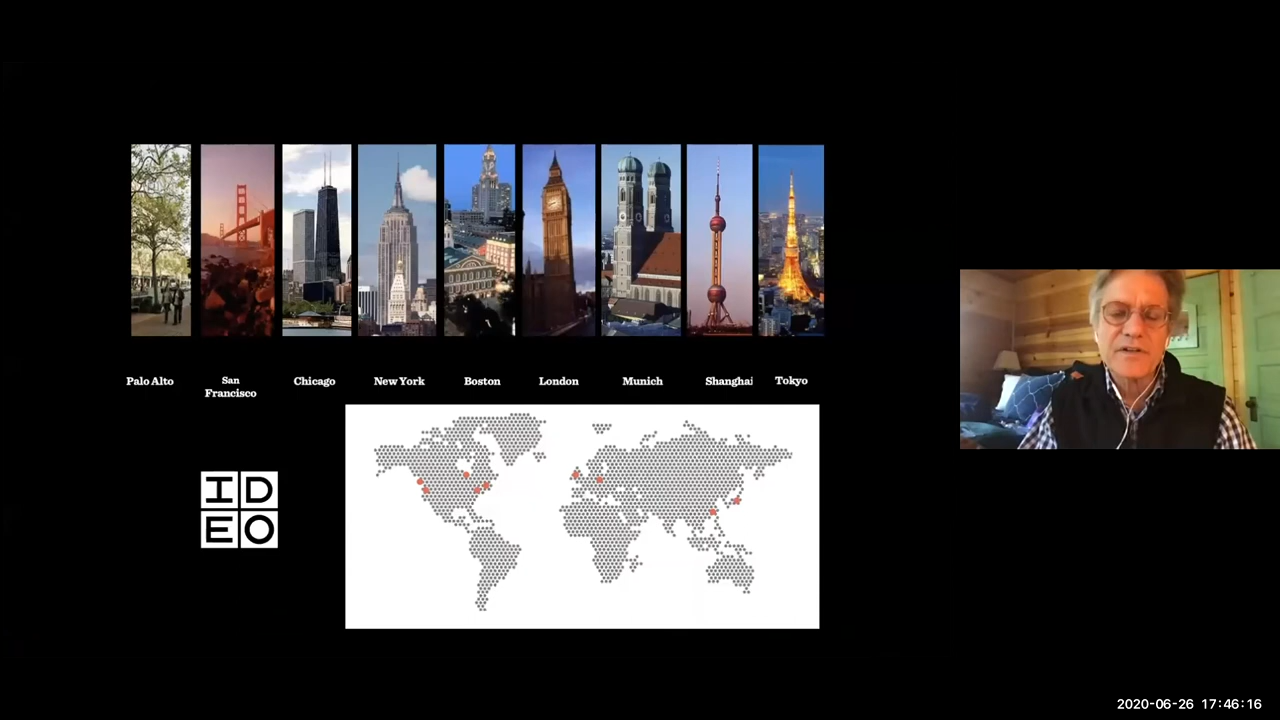 Palo Alto
San
Francisco
Chicago
New York
Boston
London
Munich
Shanghai
Tokyo
ID
EO
2020-06-26 17:46:16